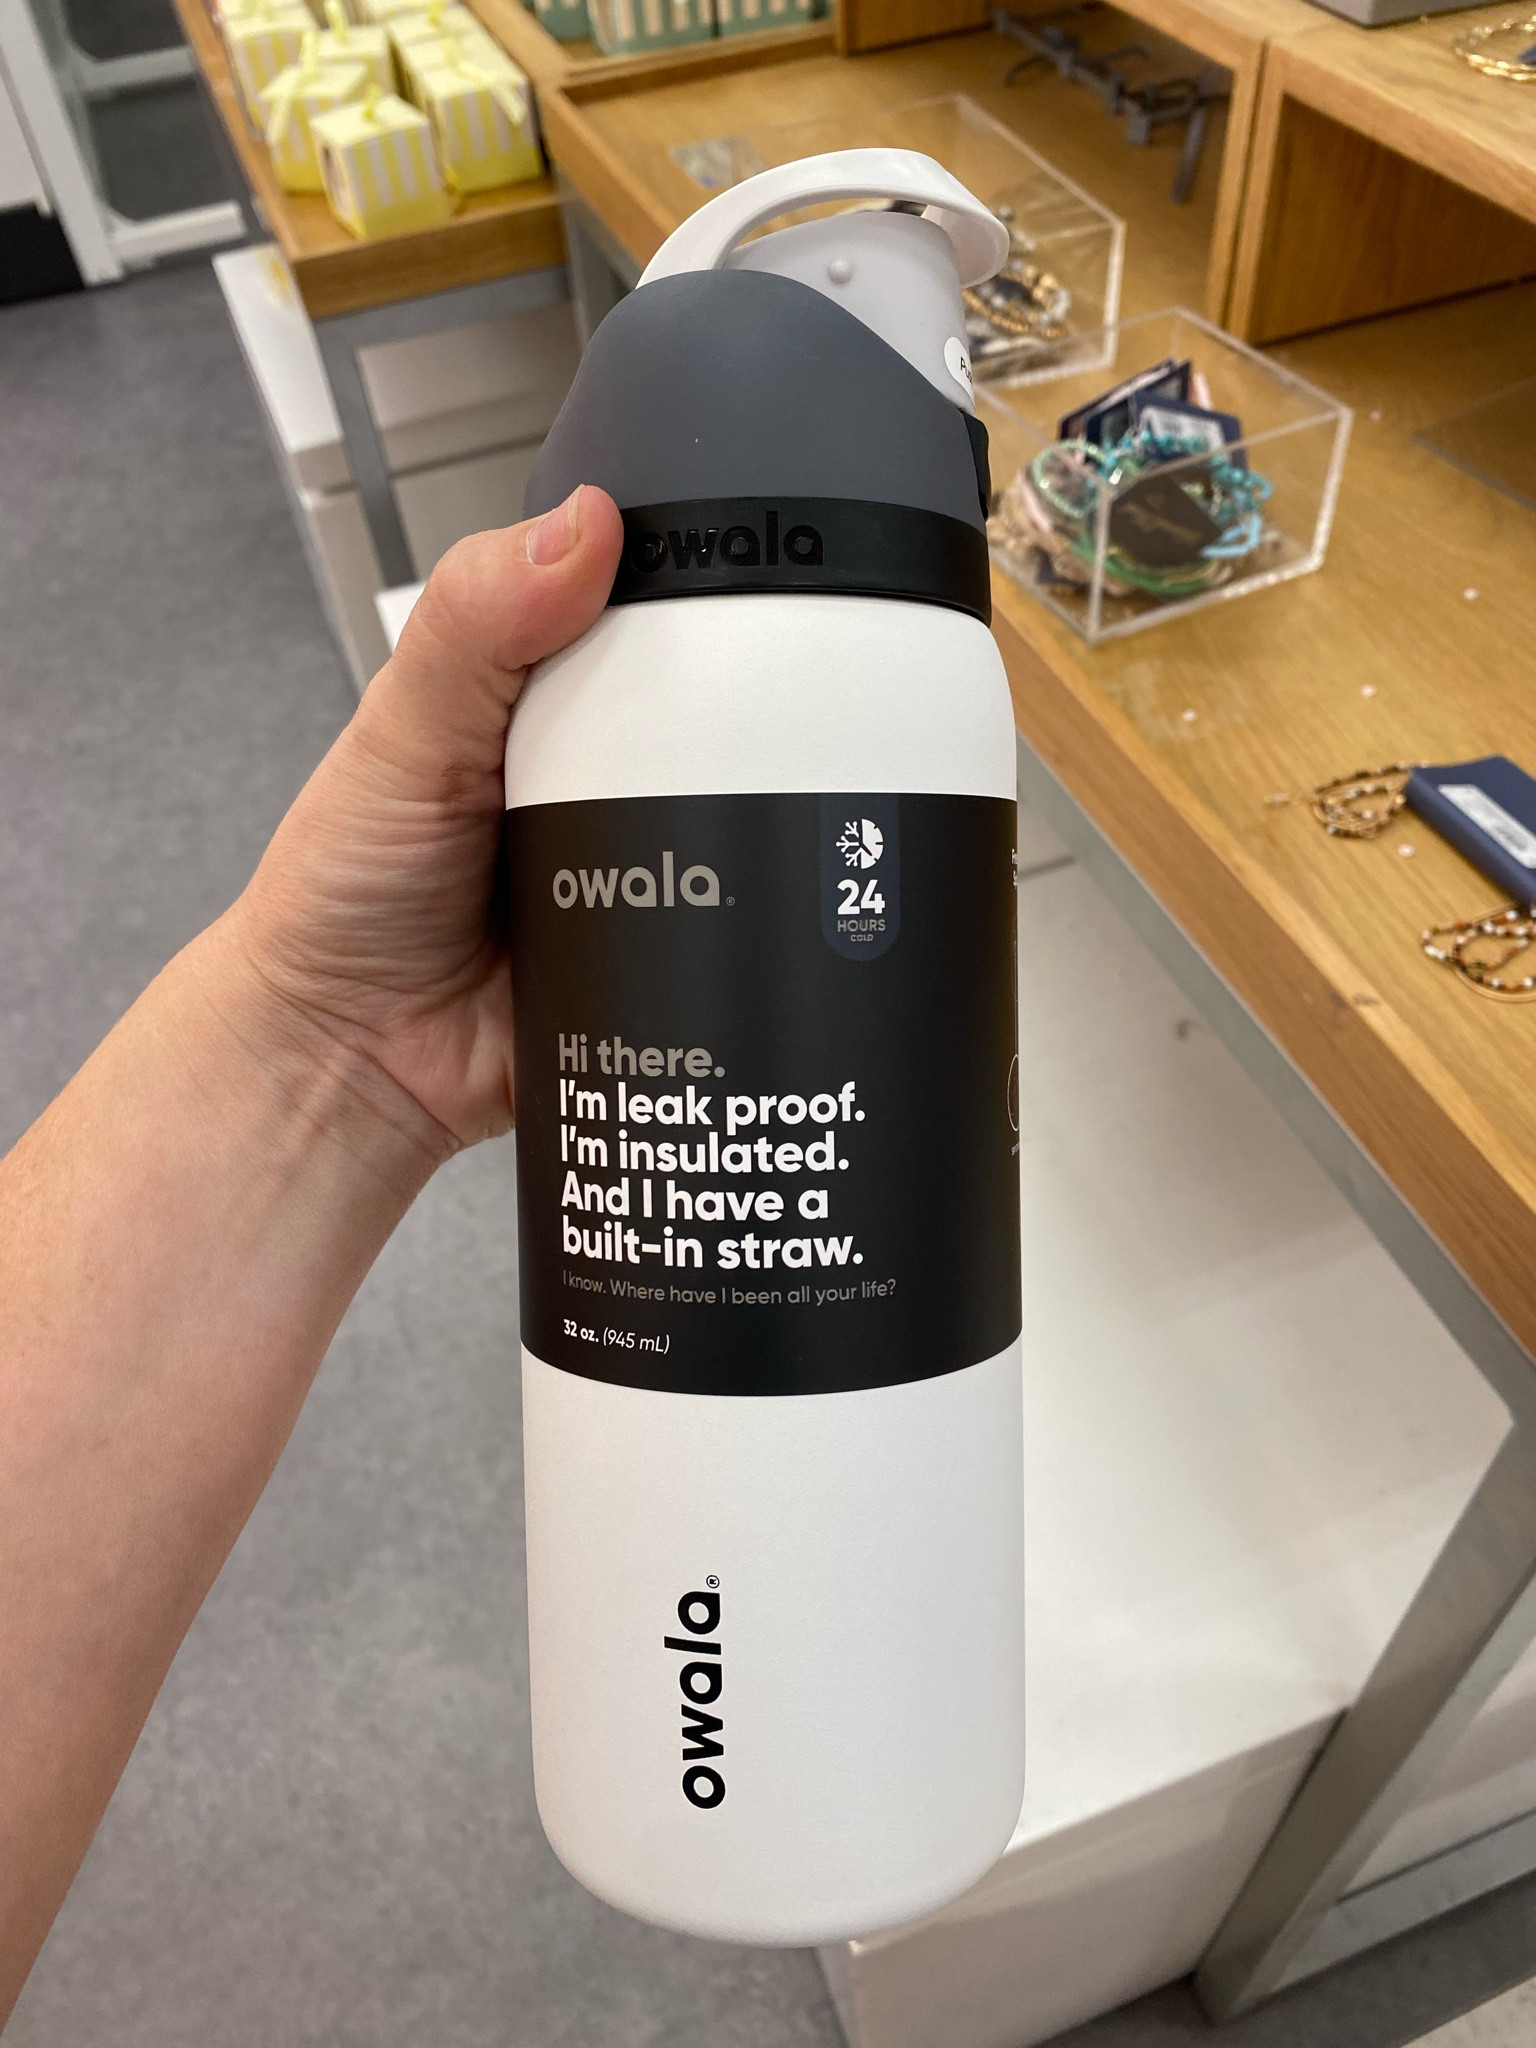 owala
owala®
24
HOURS
COLD
Hi there.
I'm leak proof.
I'm insulated.
And I have a
built-in straw.
I know. Where have I been all your life?
32 oz. (945 mL)
owala®